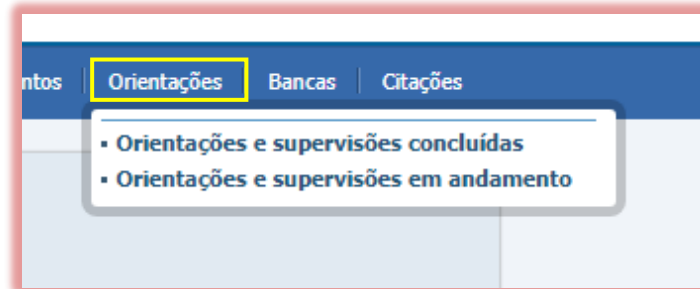 ntos Orientações Bancas Citações
▪ Orientações e supervisões concluídas
▪ Orientações e supervisões em andamento